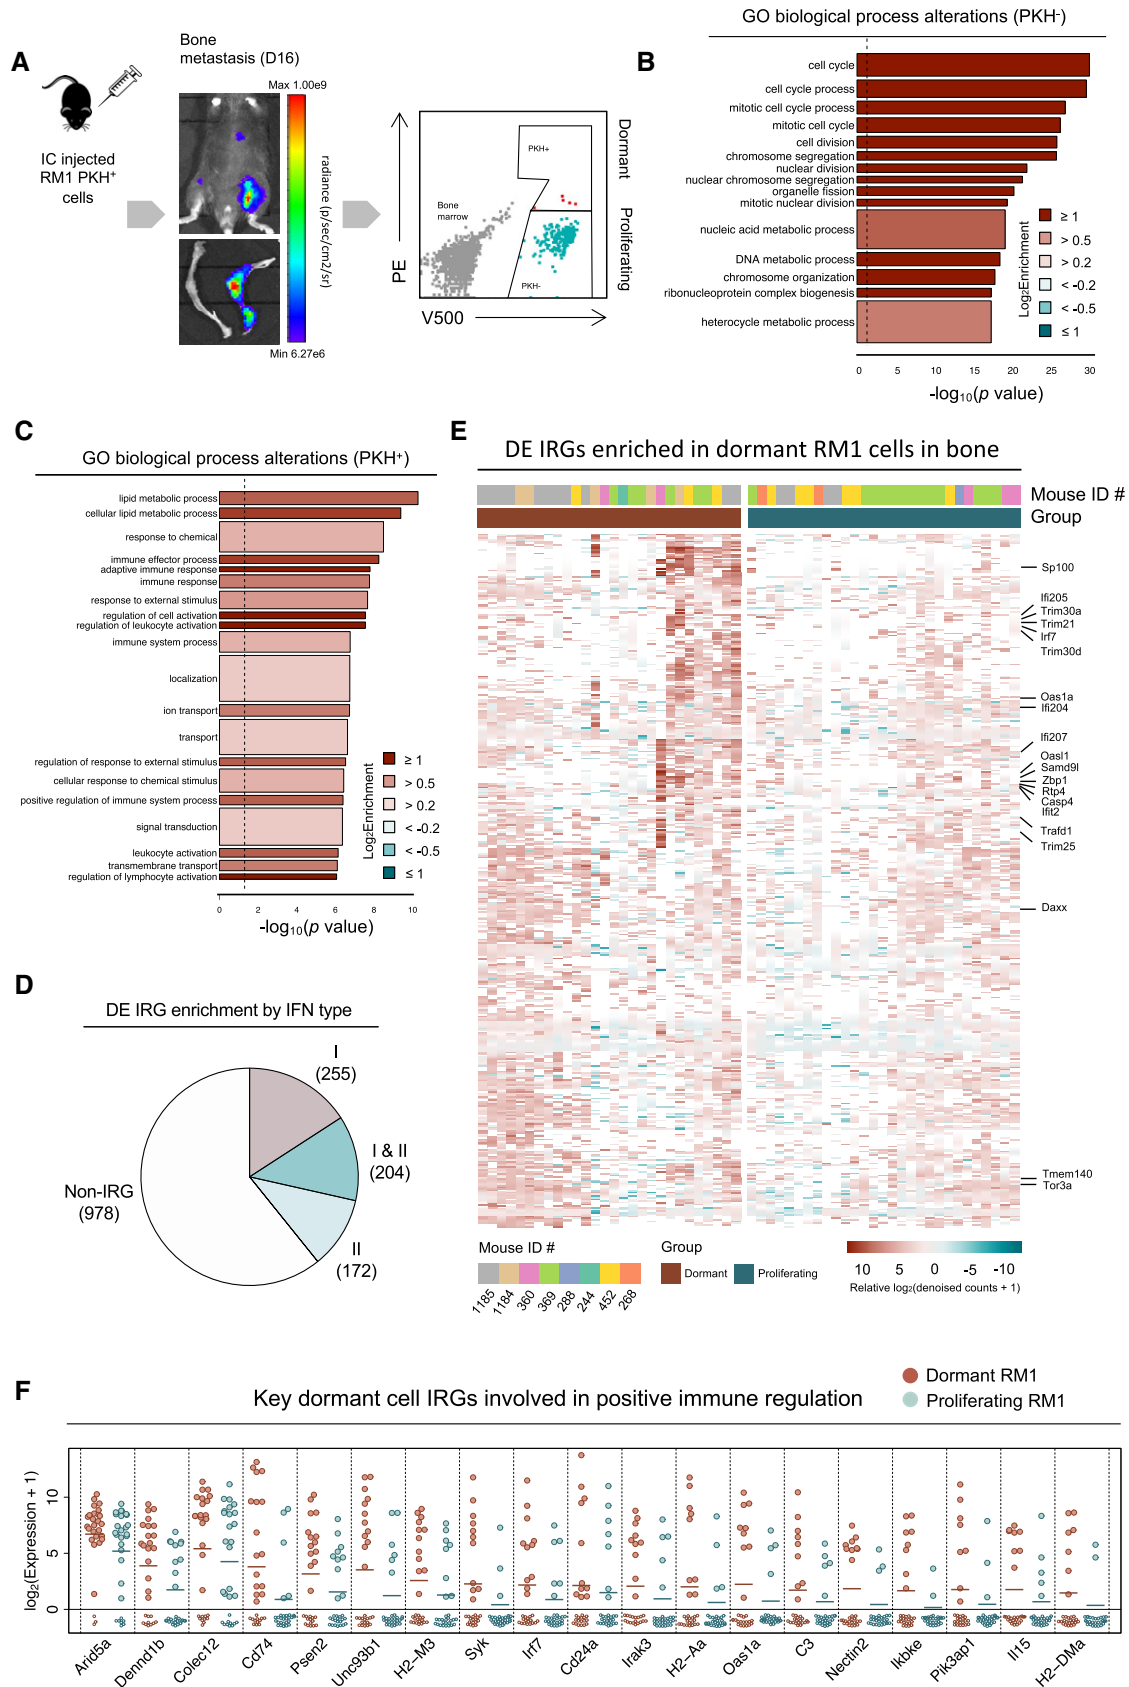 A
Bone
metastasis (D16)
IC injected
RM1 PKH+
cells
Max 1.00e9
radiance (p/sec/cm2/sr)
Min 6.27e6
PE
V500
PKH+
Bone
marrow
PKH-
Dormant
Proliferating
B
GO biological process alterations (PKH-)
cell cycle
cell cycle process
mitotic cell cycle process
mitotic cell cycle
cell division
chromosome segregation
nuclear division
nuclear chromosome segregation
organelle fission
mitotic nuclear division
nucleic acid metabolic process
DNA metabolic process
chromosome organization
ribonucleoprotein complex biogenesis
heterocycle metabolic process
0 5 10 15 20 25 30
-log10(p value)
Log2Enrichment
≥ 1
> 0.5
> 0.2
< -0.2
< -0.5
≤ 1
C
GO biological process alterations (PKH+)
lipid metabolic process
cellular lipid metabolic process
response to chemical
immune effector process
adaptive immune response
immune response
response to external stimulus
regulation of cell activation
regulation of leukocyte activation
immune system process
localization
ion transport
transport
regulation of response to external stimulus
cellular response to chemical stimulus
positive regulation of immune system process
signal transduction
leukocyte activation
transmembrane transport
regulation of lymphocyte activation
0 2 4 6 8 10
-log10(p value)
Log2Enrichment
≥ 1
> 0.5
> 0.2
< -0.2
< -0.5
≤ 1
D
DE IRG enrichment by IFN type
I
(255)
I & II
(204)
II
(172)
Non-IRG
(978)
E
DE IRGs enriched in dormant RM1 cells in bone
Mouse ID #
Group
Sp100
Ifi205
Trim30a
Trim21
Irf7
Trim30d
Oas1a
Ifi204
Ifi207
Oasl1
Samd9l
Zbp1
Rtp4
Casp4
Ifit2
Trafd1
Trim25
Daxx
Tmem140
Tor3a
Mouse ID #
1185 1184 360 369 288 244 452 268
Group
Dormant Proliferating
10 5 0 -5 -10
Relative log2(denoised counts + 1)
F
Key dormant cell IRGs involved in positive immune regulation
Dormant RM1
Proliferating RM1
log2(Expression + 1)
10
5
0
Arid5a Dennd1b Colec12 Cd74 Psen2 Unc93b1 H2-M3 Syk Irf7 Cd24a Irak3 H2-Aa Oas1a C3 Nectin2 Ikbke Pik3ap1 Il15 H2-DMa